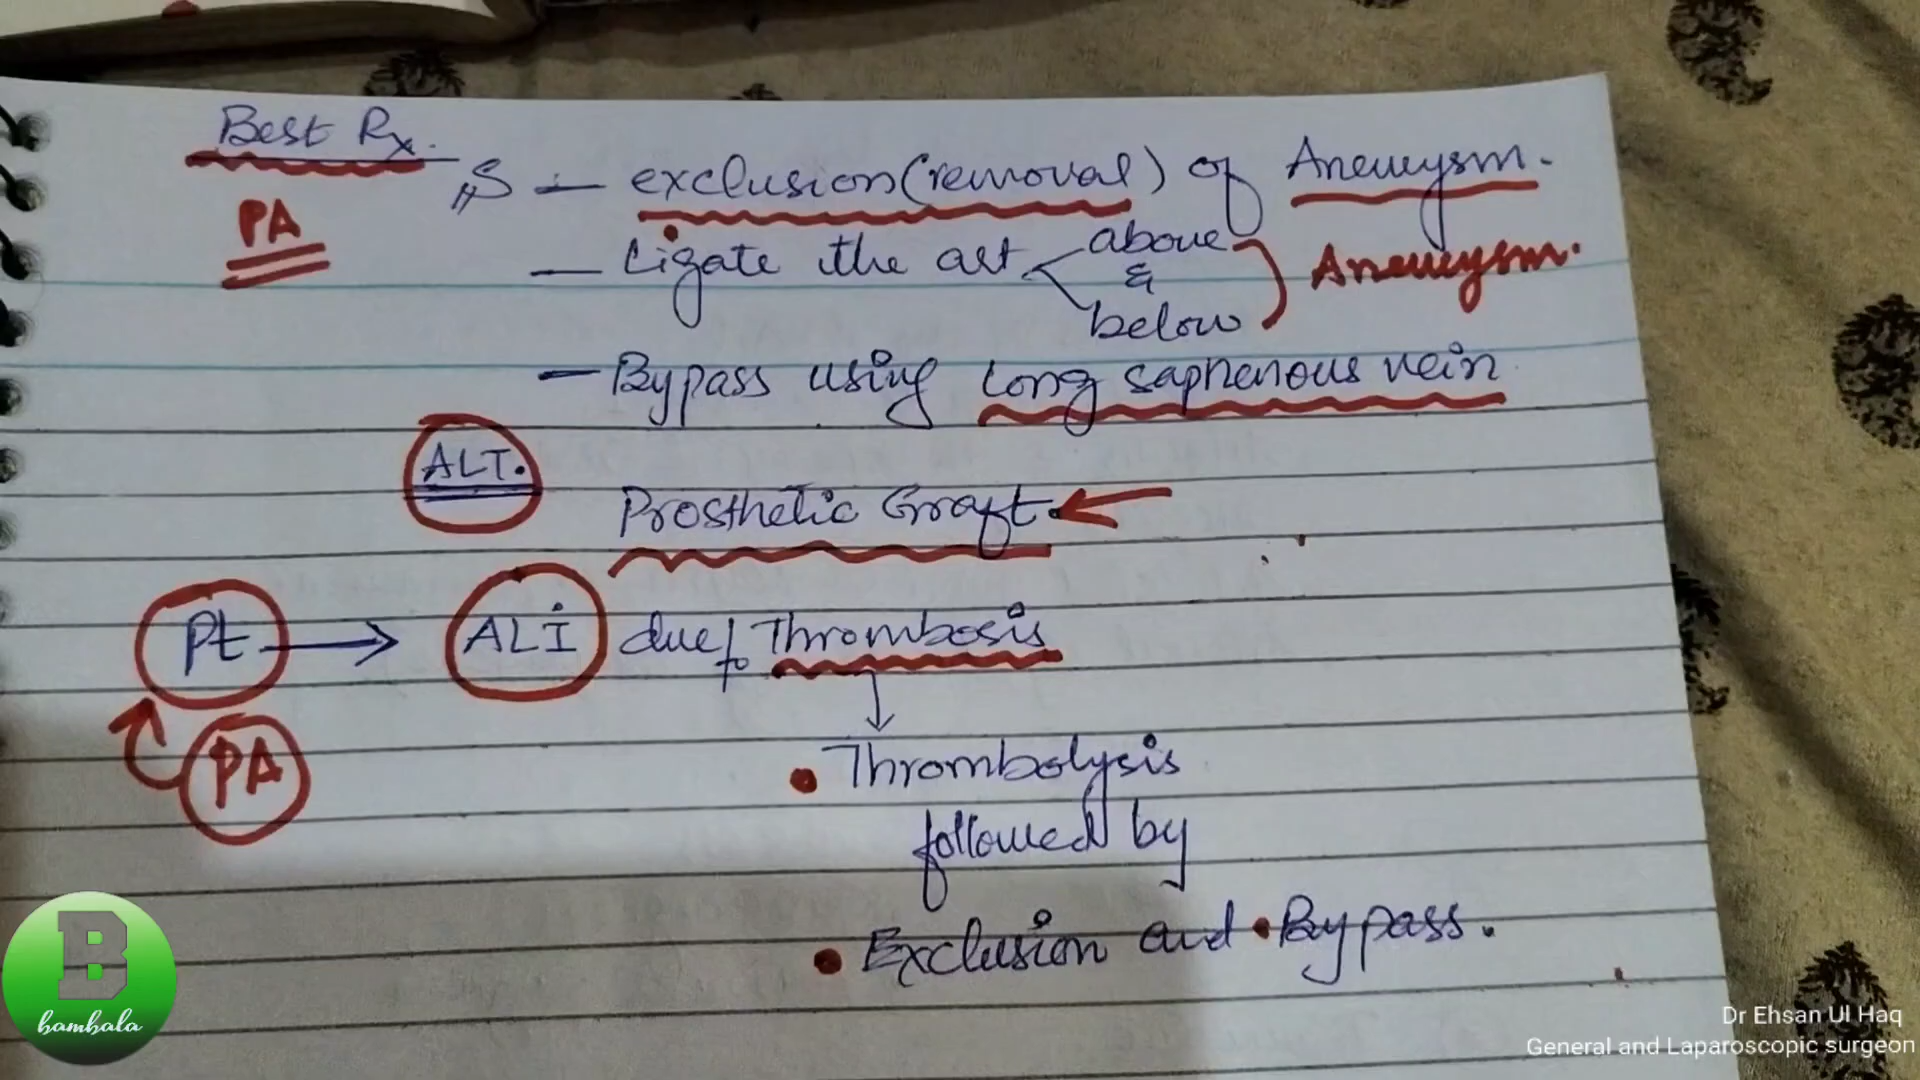 Best Rx.
PA
is — exclusion (removal) of Aneurysm.
— Ligate the art. above & below Aneurysm.
— Bypass using long saphenous vein
ALT.
Prosthetic Graft
Pt → ALI due to Thrombosis
PA
Thrombolysis
followed by
Exclusion and Bypass.
B
bambala
Dr Ehsan Ul Haq
General and Laparoscopic surgeon